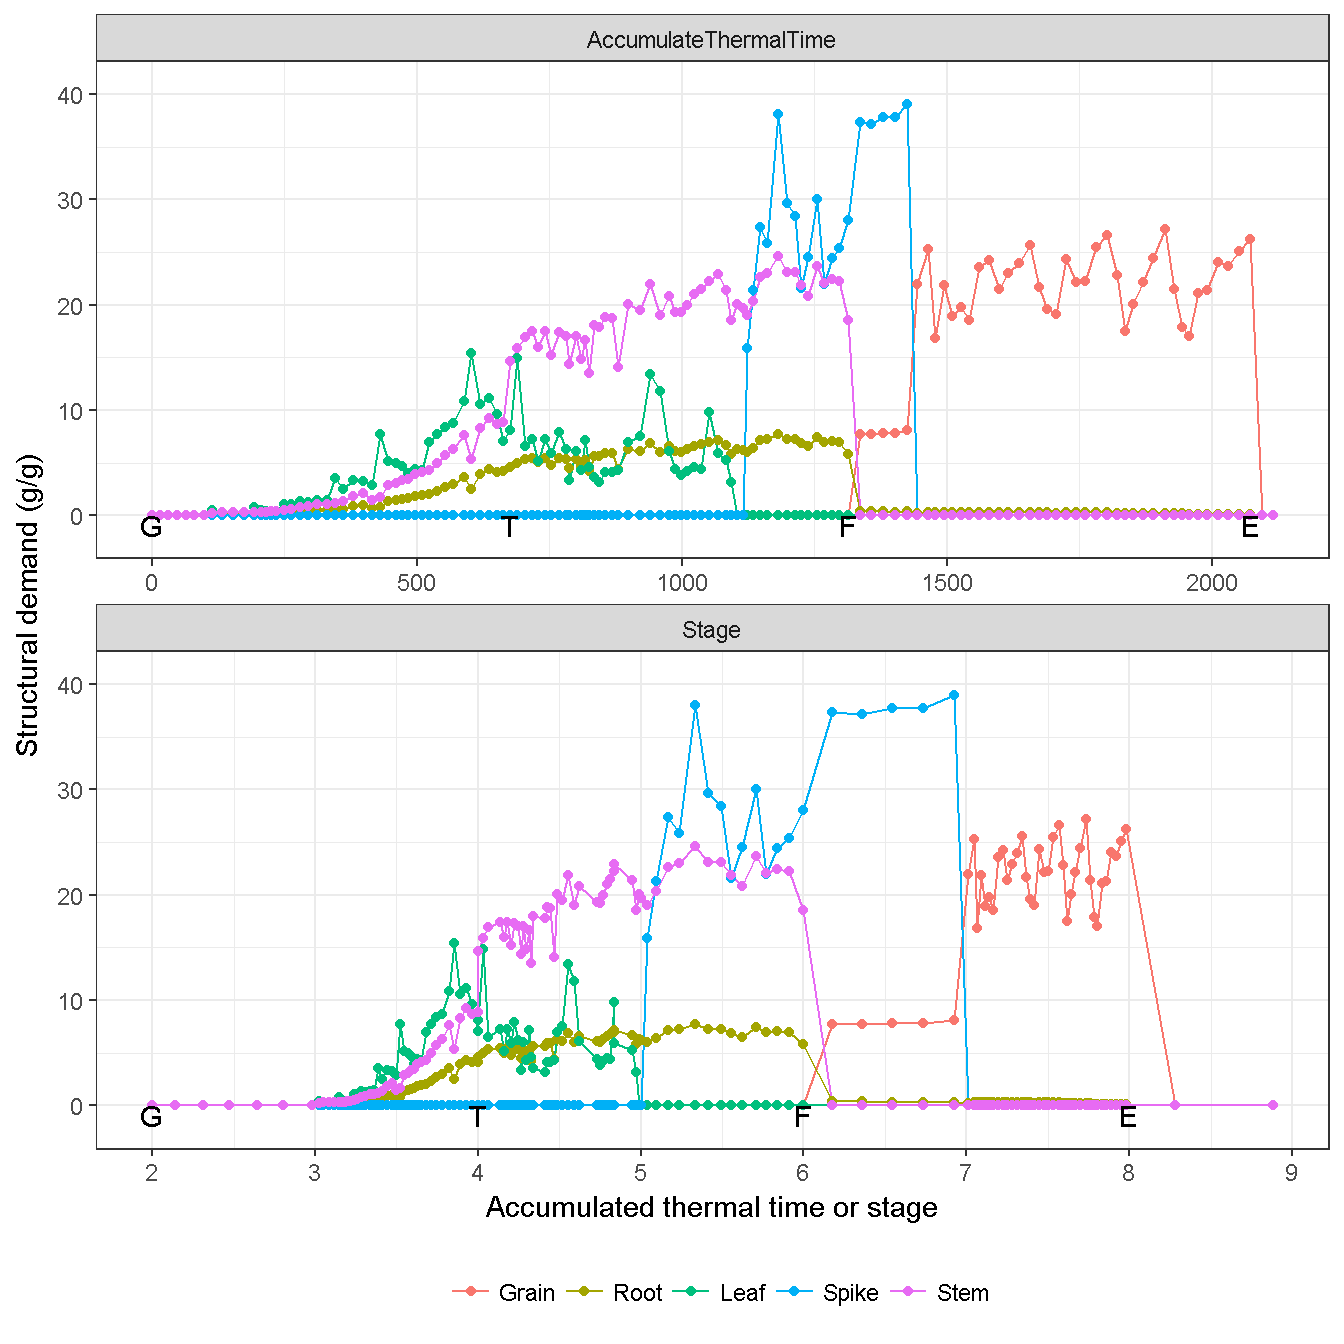 AccumulateThermalTime
40
30
20
10
0
G T F E
0 500 1000 1500 2000
Structural demand (g/g)
Stage
40
30
20
10
0
G T F E
2 3 4 5 6 7 8 9
Accumulated thermal time or stage
Grain Root Leaf Spike Stem